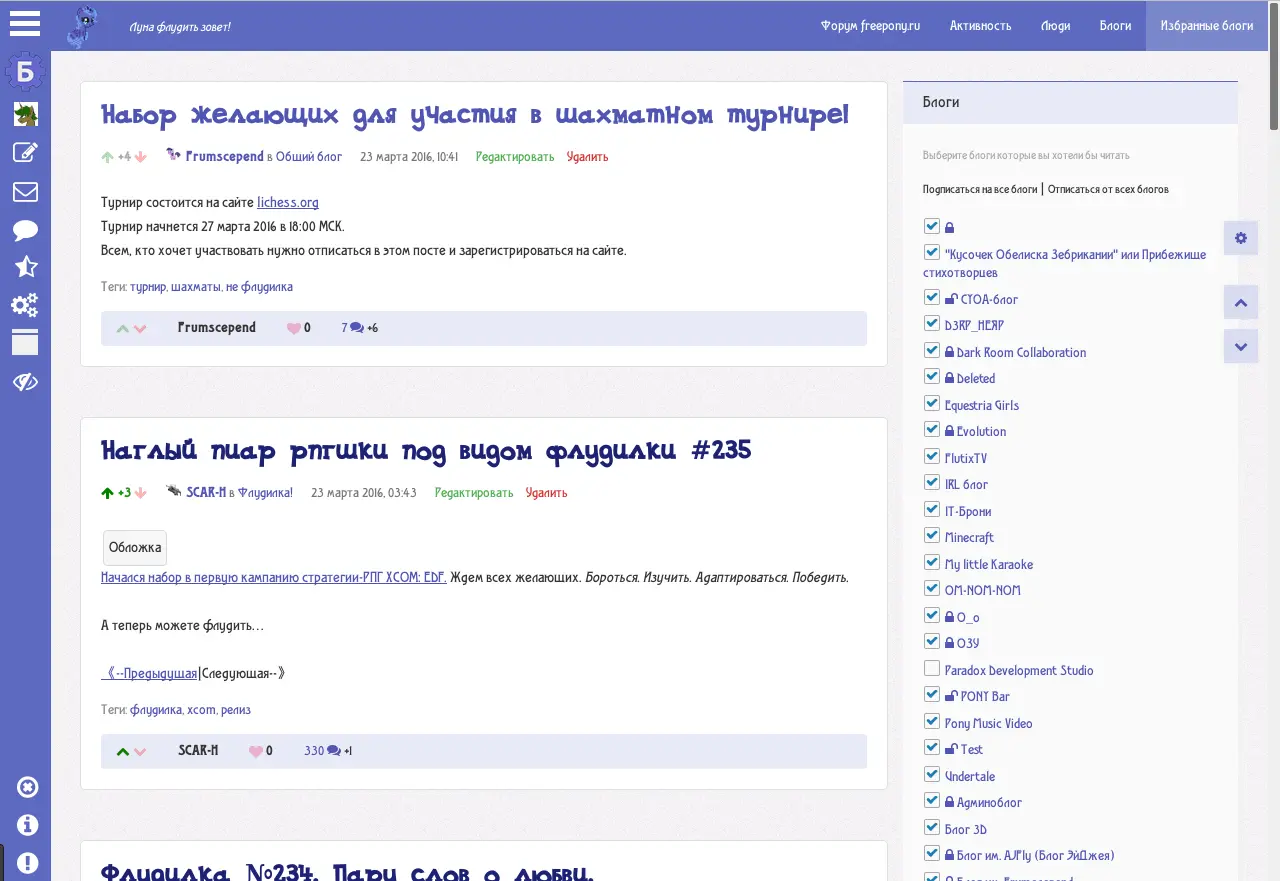 Луна флудить зовет!
Форум freepony.ru
Активность
Люди
Блоги
Избранные блоги
Б
Набор желающих для участия в шахматном турнире!
+4
Frumscepend в Общий блог
23 марта 2016, 10:41
Редактировать
Удалить
Турнир состоится на сайте lichess.org
Турнир начнется 27 марта 2016 в 18:00 МСК.
Всем, кто хочет участвовать нужно отписаться в этом посте и зарегистрироваться на сайте.
Теги: турнир, шахматы, не флудилка
Frumscepend
0
7 +6
Наглый пиар рпгшки под видом флудилки #235
+3
SCAR-H в Флудилка!
23 марта 2016, 03:43
Редактировать
Удалить
Обложка
Начался набор в первую кампанию стратегии-РПГ XCOM: EDF. Ждем всех желающих. Бороться. Изучить. Адаптироваться. Победить.
А теперь можете флудить...
《--Предыдущая|Следующая--》
Теги: флудилка, xcom, релиз
SCAR-H
0
330 +1
Флудилка №234. Пару слов о любви.
Блоги
Выберите блоги которые вы хотели бы читать
Подписаться на все блоги | Отписаться от всех блогов
"Кусочек Обелиска Зебрикании" или Прибежище
стихотворцев
CTOA-блог
D3RP_HERP
Dark Room Collaboration
Deleted
Equestria Girls
Evolution
FlutixTV
IRL блог
IT-Брони
Minecraft
My little Karaoke
OM-NOM-NOM
O_o
ОЗУ
Paradox Development Studio
PONY Bar
Pony Music Video
Test
Undertale
Админоблог
Блог 3D
Блог им. AJFly (Блог ЭйДжея)